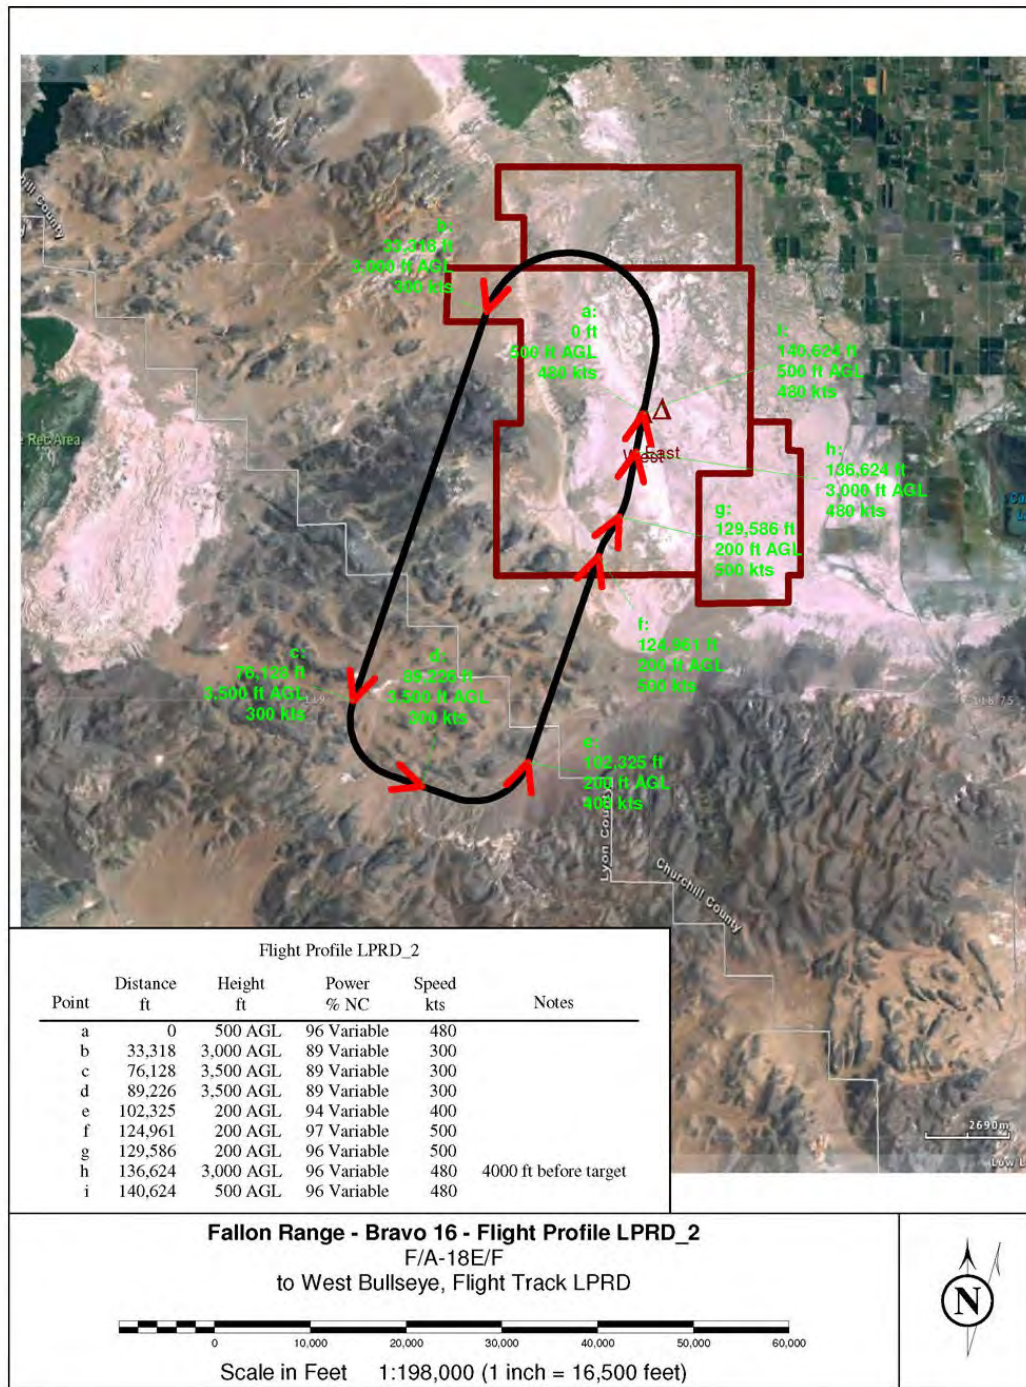 hill County
b:
33,318 ft
3,000 ft AGL
300 kts
a:
0 ft
500 ft AGL
480 kts
i:
140,624 ft
500 ft AGL
480 kts
Δ
e Rec Area
West
East
h:
136,624 ft
3,000 ft AGL
480 kts
g:
129,586 ft
200 ft AGL
500 kts
f:
124,961 ft
200 ft AGL
500 kts
c:
76,128 ft
3,500 ft AGL
300 kts
d:
89,226 ft
3,500 ft AGL
300 kts
e:
102,325 ft
200 ft AGL
400 kts
Lyon County
Churchill County
2690m
Low L
Flight Profile LPRD_2
Point Distance ft Height ft Power % NC Speed kts Notes
a 0 500 AGL 96 Variable 480
b 33,318 3,000 AGL 89 Variable 300
c 76,128 3,500 AGL 89 Variable 300
d 89,226 3,500 AGL 89 Variable 300
e 102,325 200 AGL 94 Variable 400
f 124,961 200 AGL 97 Variable 500
g 129,586 200 AGL 96 Variable 500
h 136,624 3,000 AGL 96 Variable 480 4000 ft before target
i 140,624 500 AGL 96 Variable 480
Fallon Range - Bravo 16 - Flight Profile LPRD_2
F/A-18E/F
to West Bullseye, Flight Track LPRD
0 10,000 20,000 30,000 40,000 50,000 60,000
Scale in Feet 1:198,000 (1 inch = 16,500 feet)
N